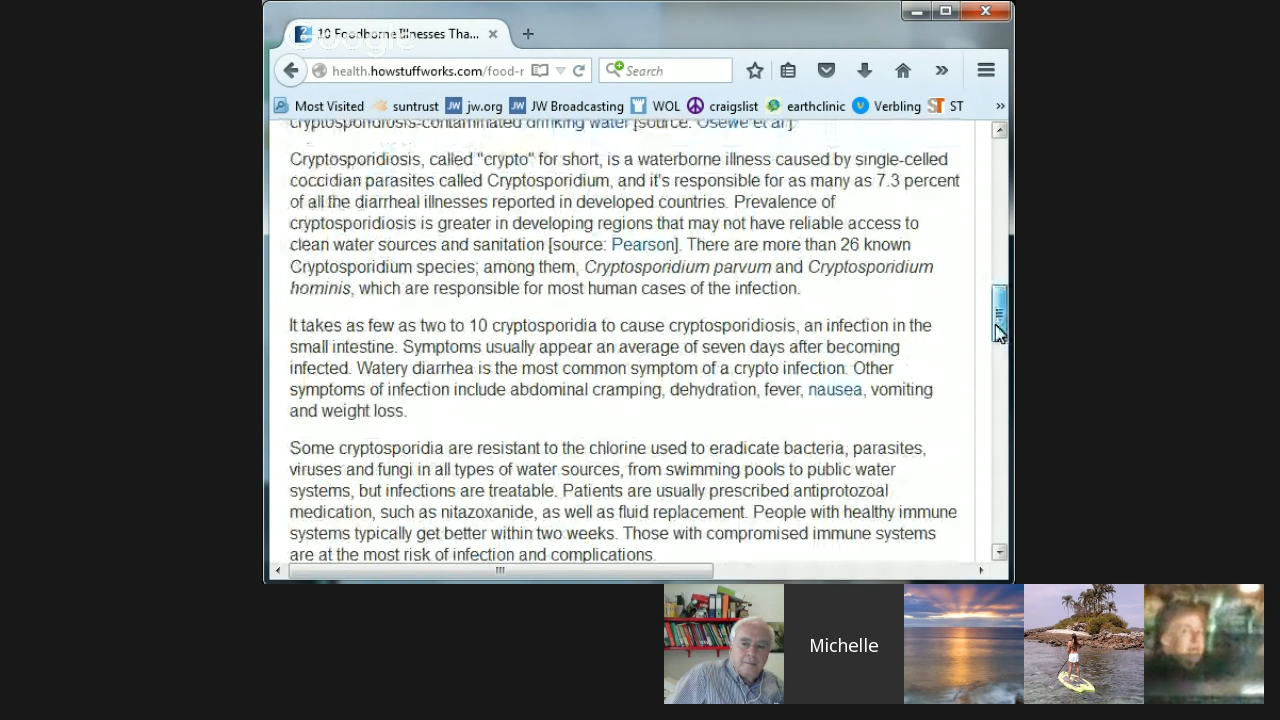 Google
10 Foodborne Illnesses Tha...
health.howstuffworks.com/food-r
Search
Most Visited suntrust JW jw.org JW JW Broadcasting WOL craigslist earthclinic V Verbling ST ST »
cryptosporidiosis-contaminated drinking water [source: Osewe et al].
Cryptosporidiosis, called "crypto" for short, is a waterborne illness caused by single-celled
coccidian parasites called Cryptosporidium, and it's responsible for as many as 7.3 percent
of all the diarrheal illnesses reported in developed countries. Prevalence of
cryptosporidiosis is greater in developing regions that may not have reliable access to
clean water sources and sanitation [source: Pearson]. There are more than 26 known
Cryptosporidium species; among them, Cryptosporidium parvum and Cryptosporidium
hominis, which are responsible for most human cases of the infection.
It takes as few as two to 10 cryptosporidia to cause cryptosporidiosis, an infection in the
small intestine. Symptoms usually appear an average of seven days after becoming
infected. Watery diarrhea is the most common symptom of a crypto infection. Other
symptoms of infection include abdominal cramping, dehydration, fever, nausea, vomiting
and weight loss.
Some cryptosporidia are resistant to the chlorine used to eradicate bacteria, parasites,
viruses and fungi in all types of water sources, from swimming pools to public water
systems, but infections are treatable. Patients are usually prescribed antiprotozoal
medication, such as nitazoxanide, as well as fluid replacement. People with healthy immune
systems typically get better within two weeks. Those with compromised immune systems
are at the most risk of infection and complications.
Michelle